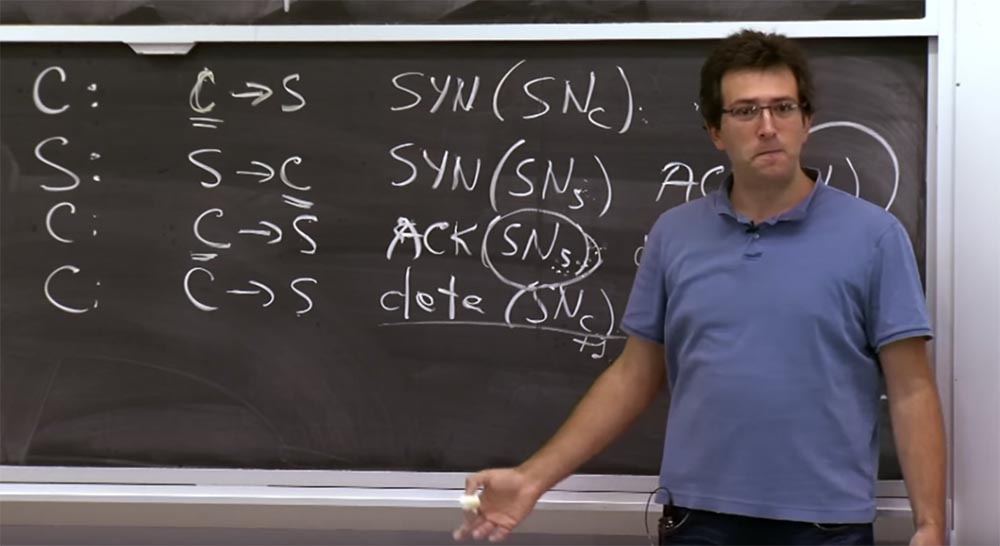 C: C→S SYN(SNc).
S: S→C SYN(SNs)
C: C→S ACK(SNs)
C: C→S data(SNc)